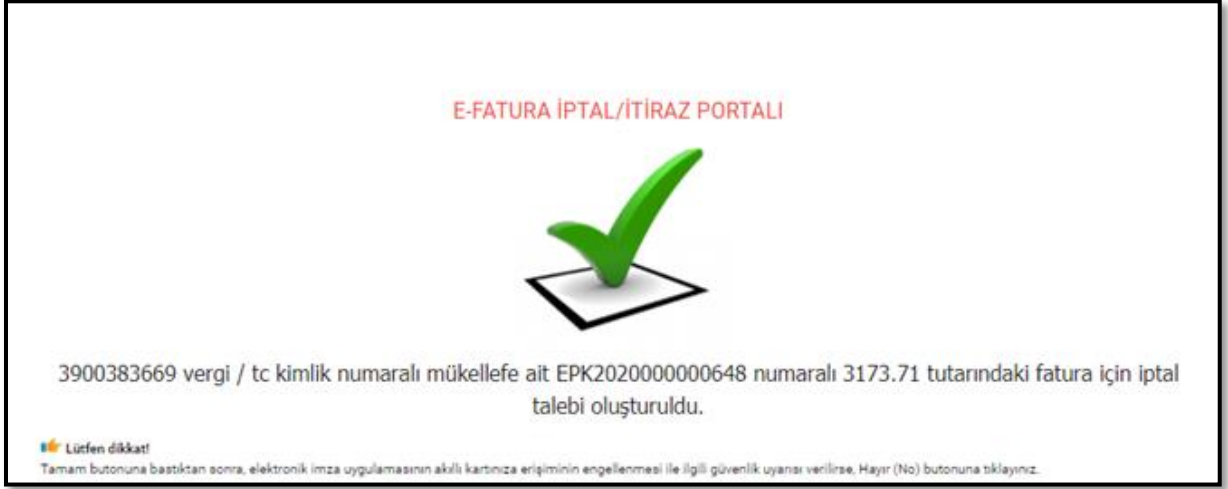 E-FATURA İPTAL/İTİRAZ PORTALI
3900383669 vergi / tc kimlik numaralı mükellefe ait EPK2020000000648 numaralı 3173.71 tutarındaki fatura için iptal
talebi oluşturuldu.
Lütfen dikkat!
Tamam butonuna bastıktan sonra, elektronik imza uygulamasının akıllı kartınıza erişiminin engellenmesi ile ilgili güvenlik uyarısı verilirse, Hayır (No) butonuna tıklayınız.